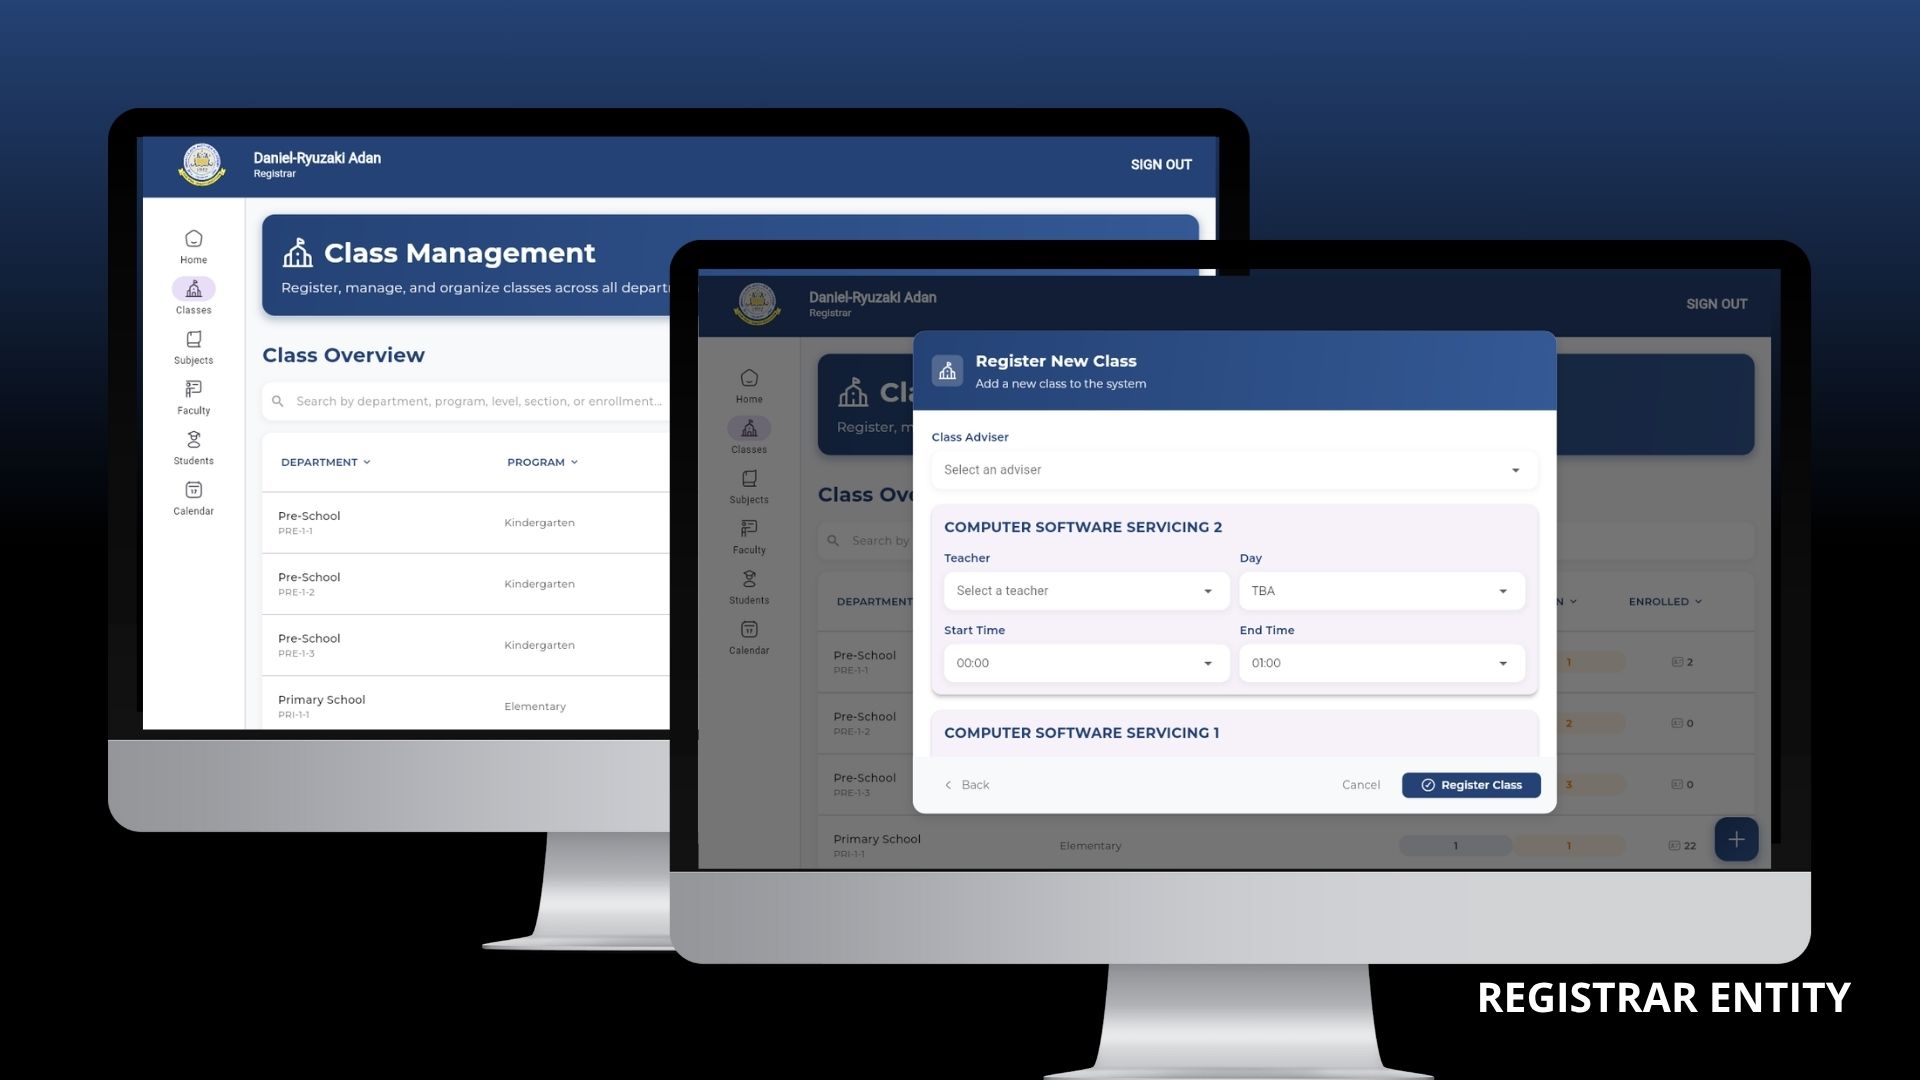 Daniel-Ryuzaki Adan
Registrar
SIGN OUT
Home
Classes
Subjects
Faculty
Students
17
Calendar
Class Management
Register, manage, and organize classes across all
Class Overview
Search by department, program, level, section, or enrollment...
DEPARTMENT
PROGRAM
Pre-School
PRE-1-1
Kindergarten
Pre-School
PRE-1-2
Kindergarten
Pre-School
PRE-1-3
Kindergarten
Primary School
PRI-1-1
Elementary
Daniel-Ryuzaki Adan
Registrar
SIGN OUT
Home
Classes
Subjects
Faculty
Students
17
Calendar
Search by
DEPARTMENT
ENROLLED
Pre-School
PRE-1-1
1
2
Pre-School
PRE-1-2
2
0
Pre-School
PRE-1-3
3
0
Primary School
PRI-1-1
Elementary
1
1
22
Register New Class
Add a new class to the system
Class Adviser
Select an adviser
COMPUTER SOFTWARE SERVICING 2
Teacher
Day
Select a teacher
TBA
Start Time
End Time
00:00
01:00
COMPUTER SOFTWARE SERVICING 1
Back
Cancel
Register Class
REGISTRAR ENTITY